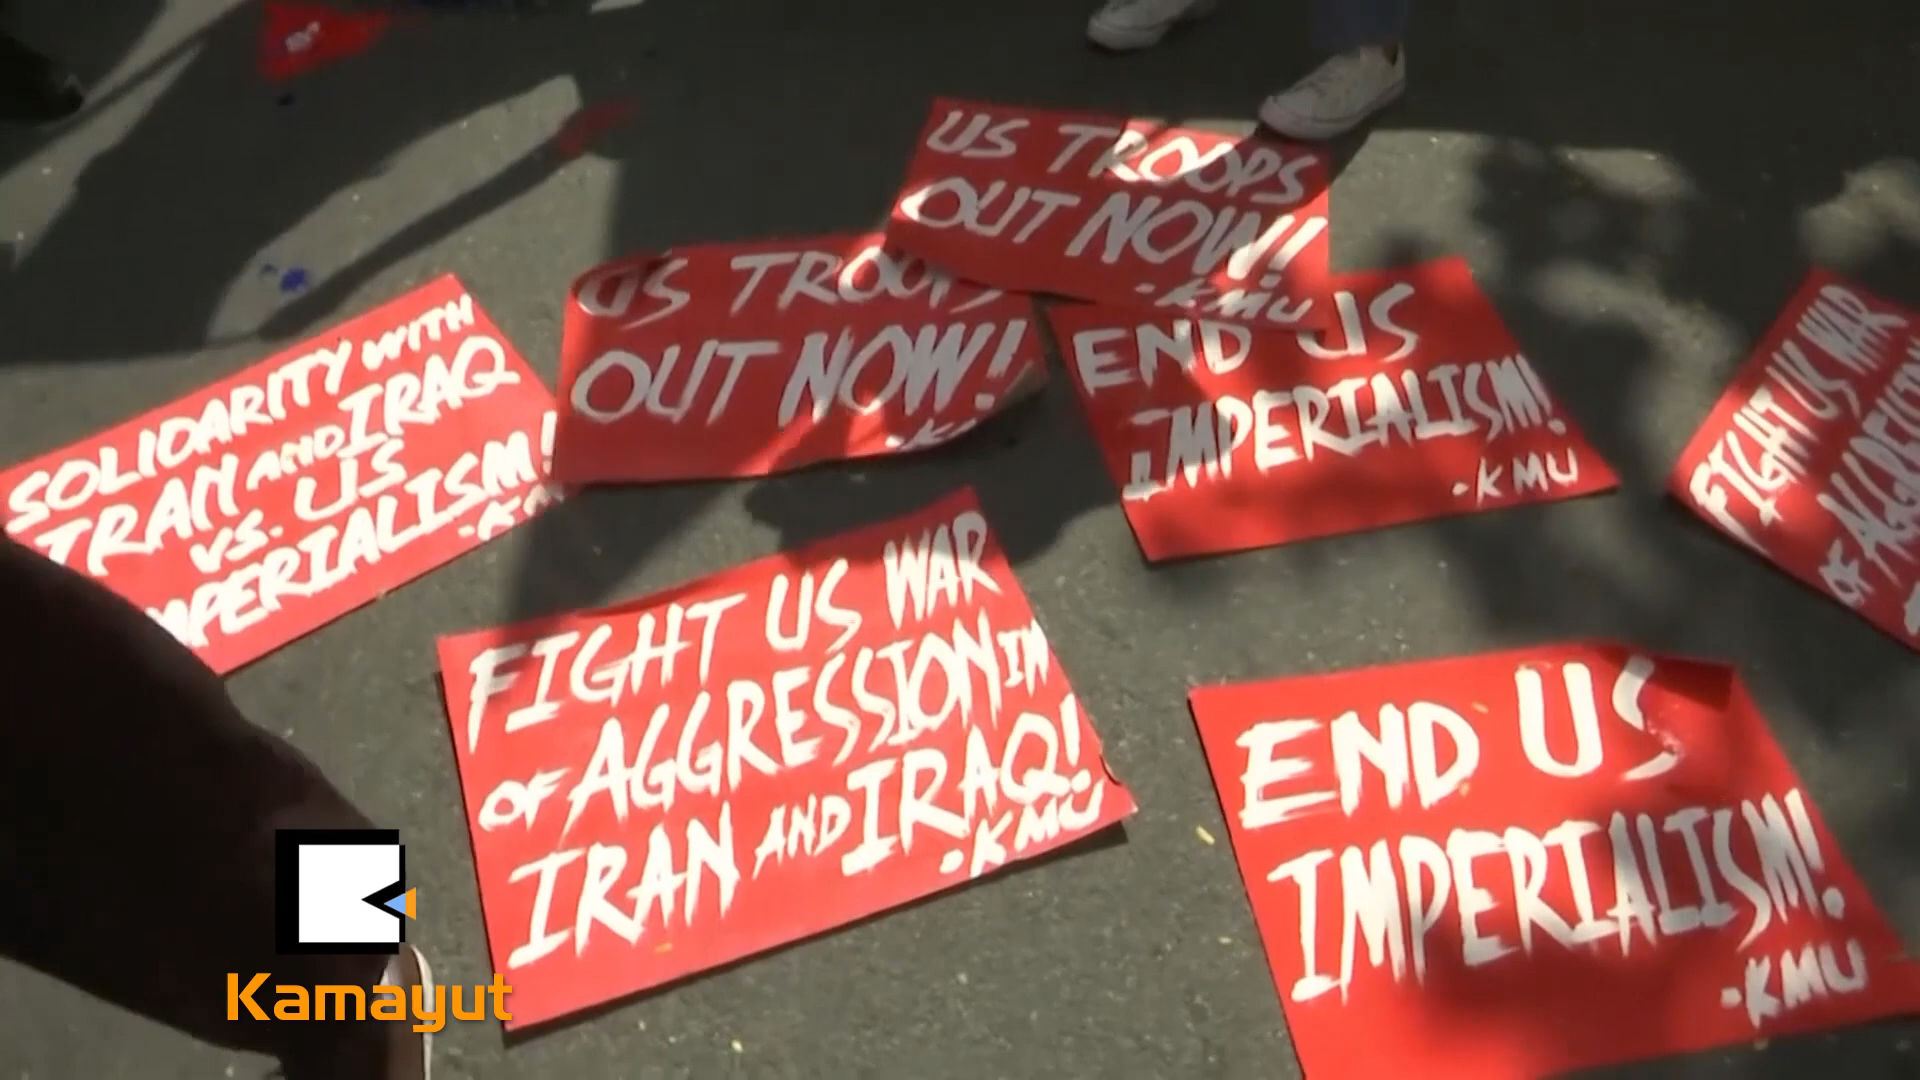 US TROOPS
OUT NOW!
-KMU
US TROOPS
OUT NOW!
SOLIDARITY WITH
IRAN AND IRAQ
VS. US
IMPERIALISM!
END US
IMPERIALISM!
-KMU
FIGHT US WAR
OF
FIGHT US WAR
OF AGGRESSION IN
IRAN AND IRAQ!
-KMU
END US
IMPERIALISM!
-KMU
Kamayut